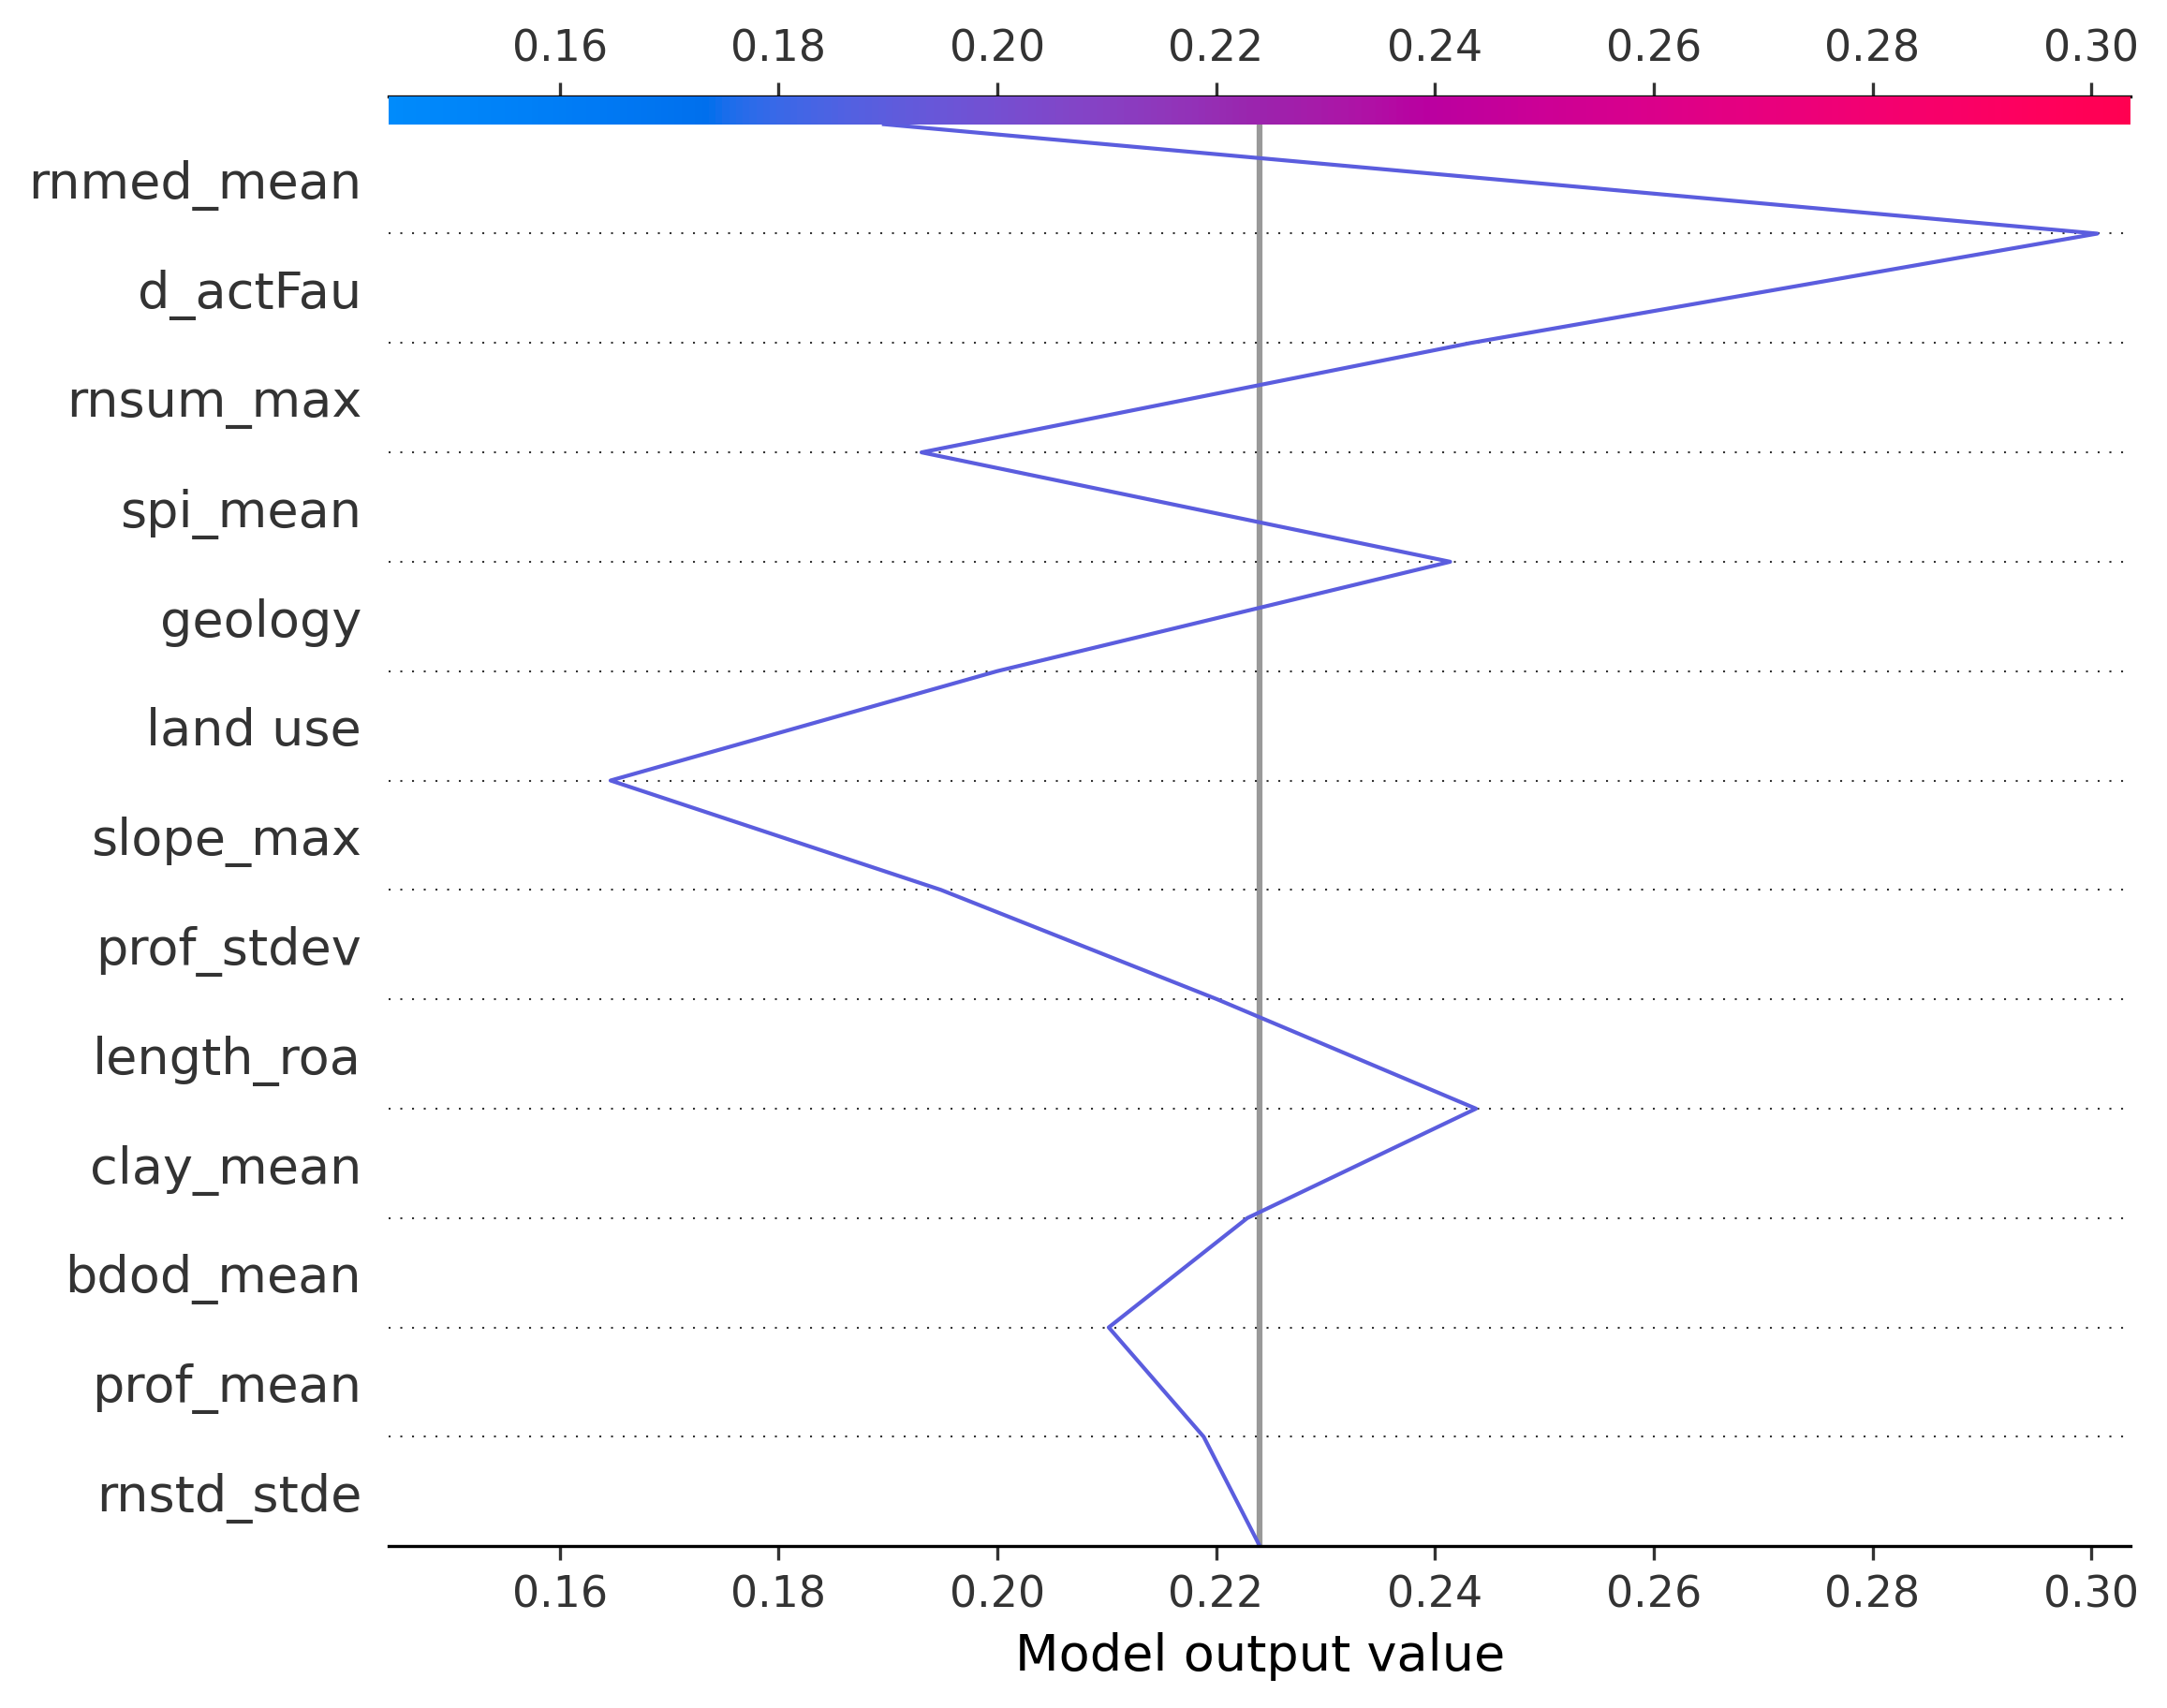 0.16 0.18 0.20 0.22 0.24 0.26 0.28 0.30
rnmed_mean
d_actFau
rnsum_max
spi_mean
geology
land use
slope_max
prof_stdev
length_roa
clay_mean
bdod_mean
prof_mean
rnstd_stde
0.16 0.18 0.20 0.22 0.24 0.26 0.28 0.30
Model output value